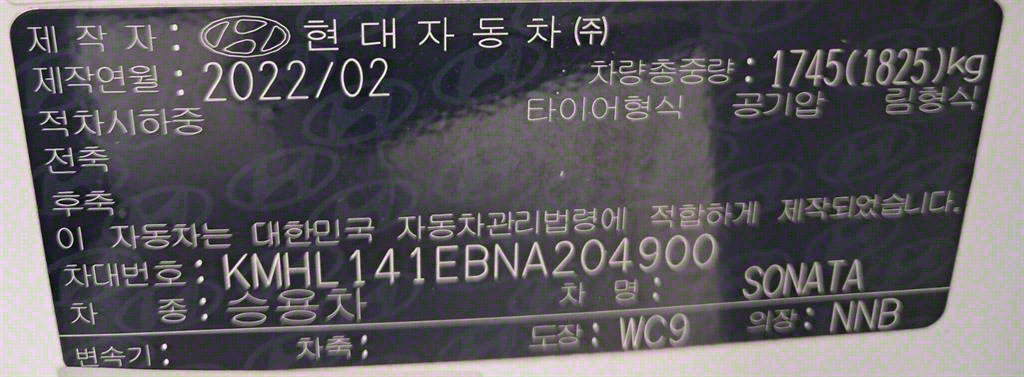 제 작 자 : 현대자동차㈜
제작연월 : 2022/02 차량총중량 : 1745(1825)kg
적차시하중 타이어형식 공기압 림형식
전축
후축
이 자동차는 대한민국 자동차관리법령에 적합하게 제작되었습니다.
차대번호 : KMHL141EBNA204900
차 종 : 승용차 차 명 : SONATA
변속기 : 차축 : 도장 : WC9 의장 : NNB